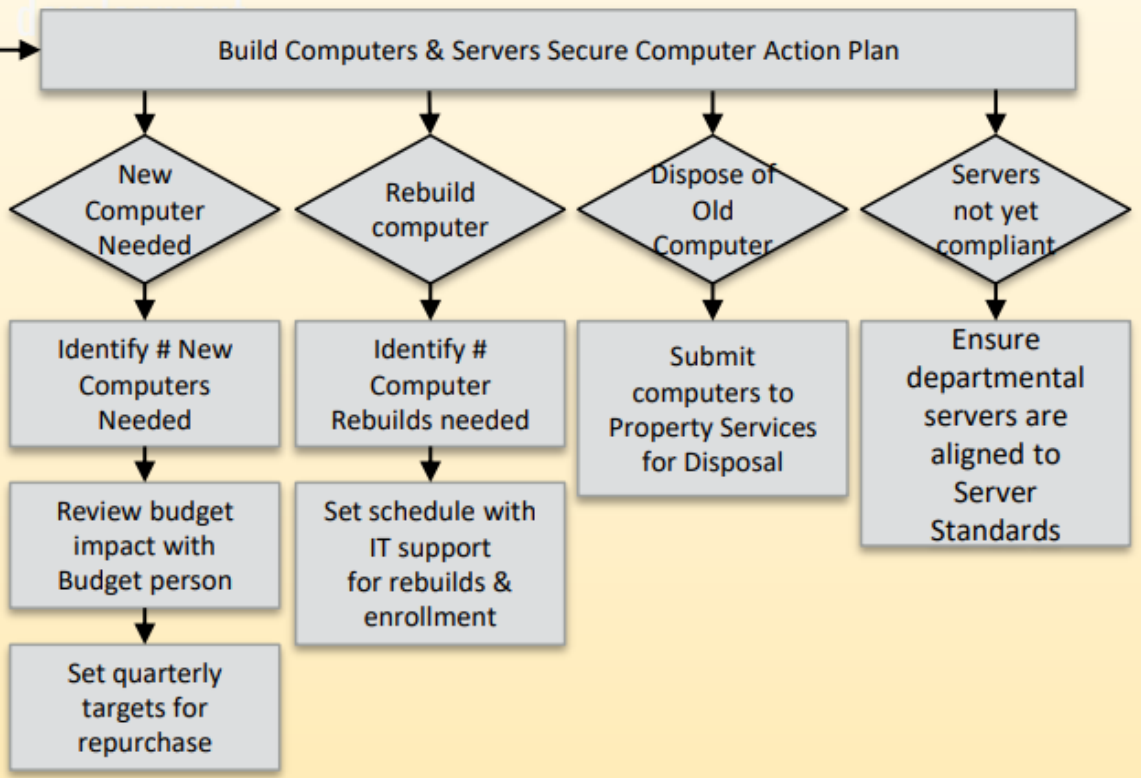 Build Computers & Servers Secure Computer Action Plan
New
Computer
Needed
Rebuild
computer
Dispose of
Old
Computer
Servers
not yet
compliant
Identify # New
Computers
Needed
Identify #
Computer
Rebuilds needed
Submit
computers to
Property Services
for Disposal
Ensure
departmental
servers are
aligned to
Server
Standards
Review budget
impact with
Budget person
Set schedule with
IT support
for rebuilds &
enrollment
Set quarterly
targets for
repurchase